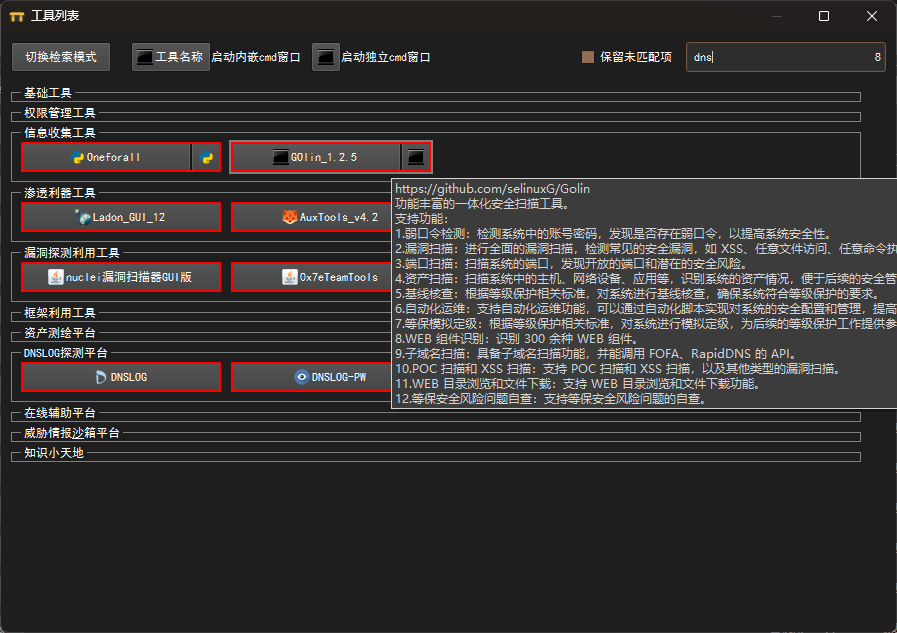 工具列表
切换检索模式
工具名称 启动内嵌cmd窗口
启动独立cmd窗口
保留未匹配项
dns
8
基础工具
权限管理工具
信息收集工具
Oneforall
GOlin_1.2.5
https://github.com/selinuxG/Golin
功能丰富的一体化安全扫描工具。
支持功能:
1.弱口令检测：检测系统中的账号密码，发现是否存在弱口令，以提高系统安全性。
2.漏洞扫描：进行全面的漏洞扫描，检测常见的安全漏洞，如 XSS、任意文件访问、任意命令执
3.端口扫描：扫描系统的端口，发现开放的端口和潜在的安全风险。
4.资产扫描：扫描系统中的主机、网络设备、应用等，识别系统的资产情况，便于后续的安全管
5.基线核查：根据等级保护相关标准，对系统进行基线核查，确保系统符合等级保护的要求。
6.自动化运维：支持自动化运维功能，可以通过自动化脚本实现对系统的安全配置和管理，提高
7.等保模拟定级：根据等级保护相关标准，对系统进行模拟定级，为后续的等级保护工作提供参
8.WEB 组件识别：识别 300 余种 WEB 组件。
9.子域名扫描：具备子域名扫描功能，并能调用 FOFA、RapidDNS 的 API。
10.POC 扫描和 XSS 扫描：支持 POC 扫描和 XSS 扫描，以及其他类型的漏洞扫描。
11.WEB 目录浏览和文件下载：支持 WEB 目录浏览和文件下载功能。
12.等保安全风险问题自查：支持等保安全风险问题的自查。
渗透利器工具
Ladon_GUI_12
AuxTools_v4.2
漏洞探测利用工具
nuclei漏洞扫描器GUI版
0x7eTeamTools
框架利用工具
资产测绘平台
DNSLOG探测平台
DNSLOG
DNSLOG-PW
在线辅助平台
威胁情报沙箱平台
知识小天地